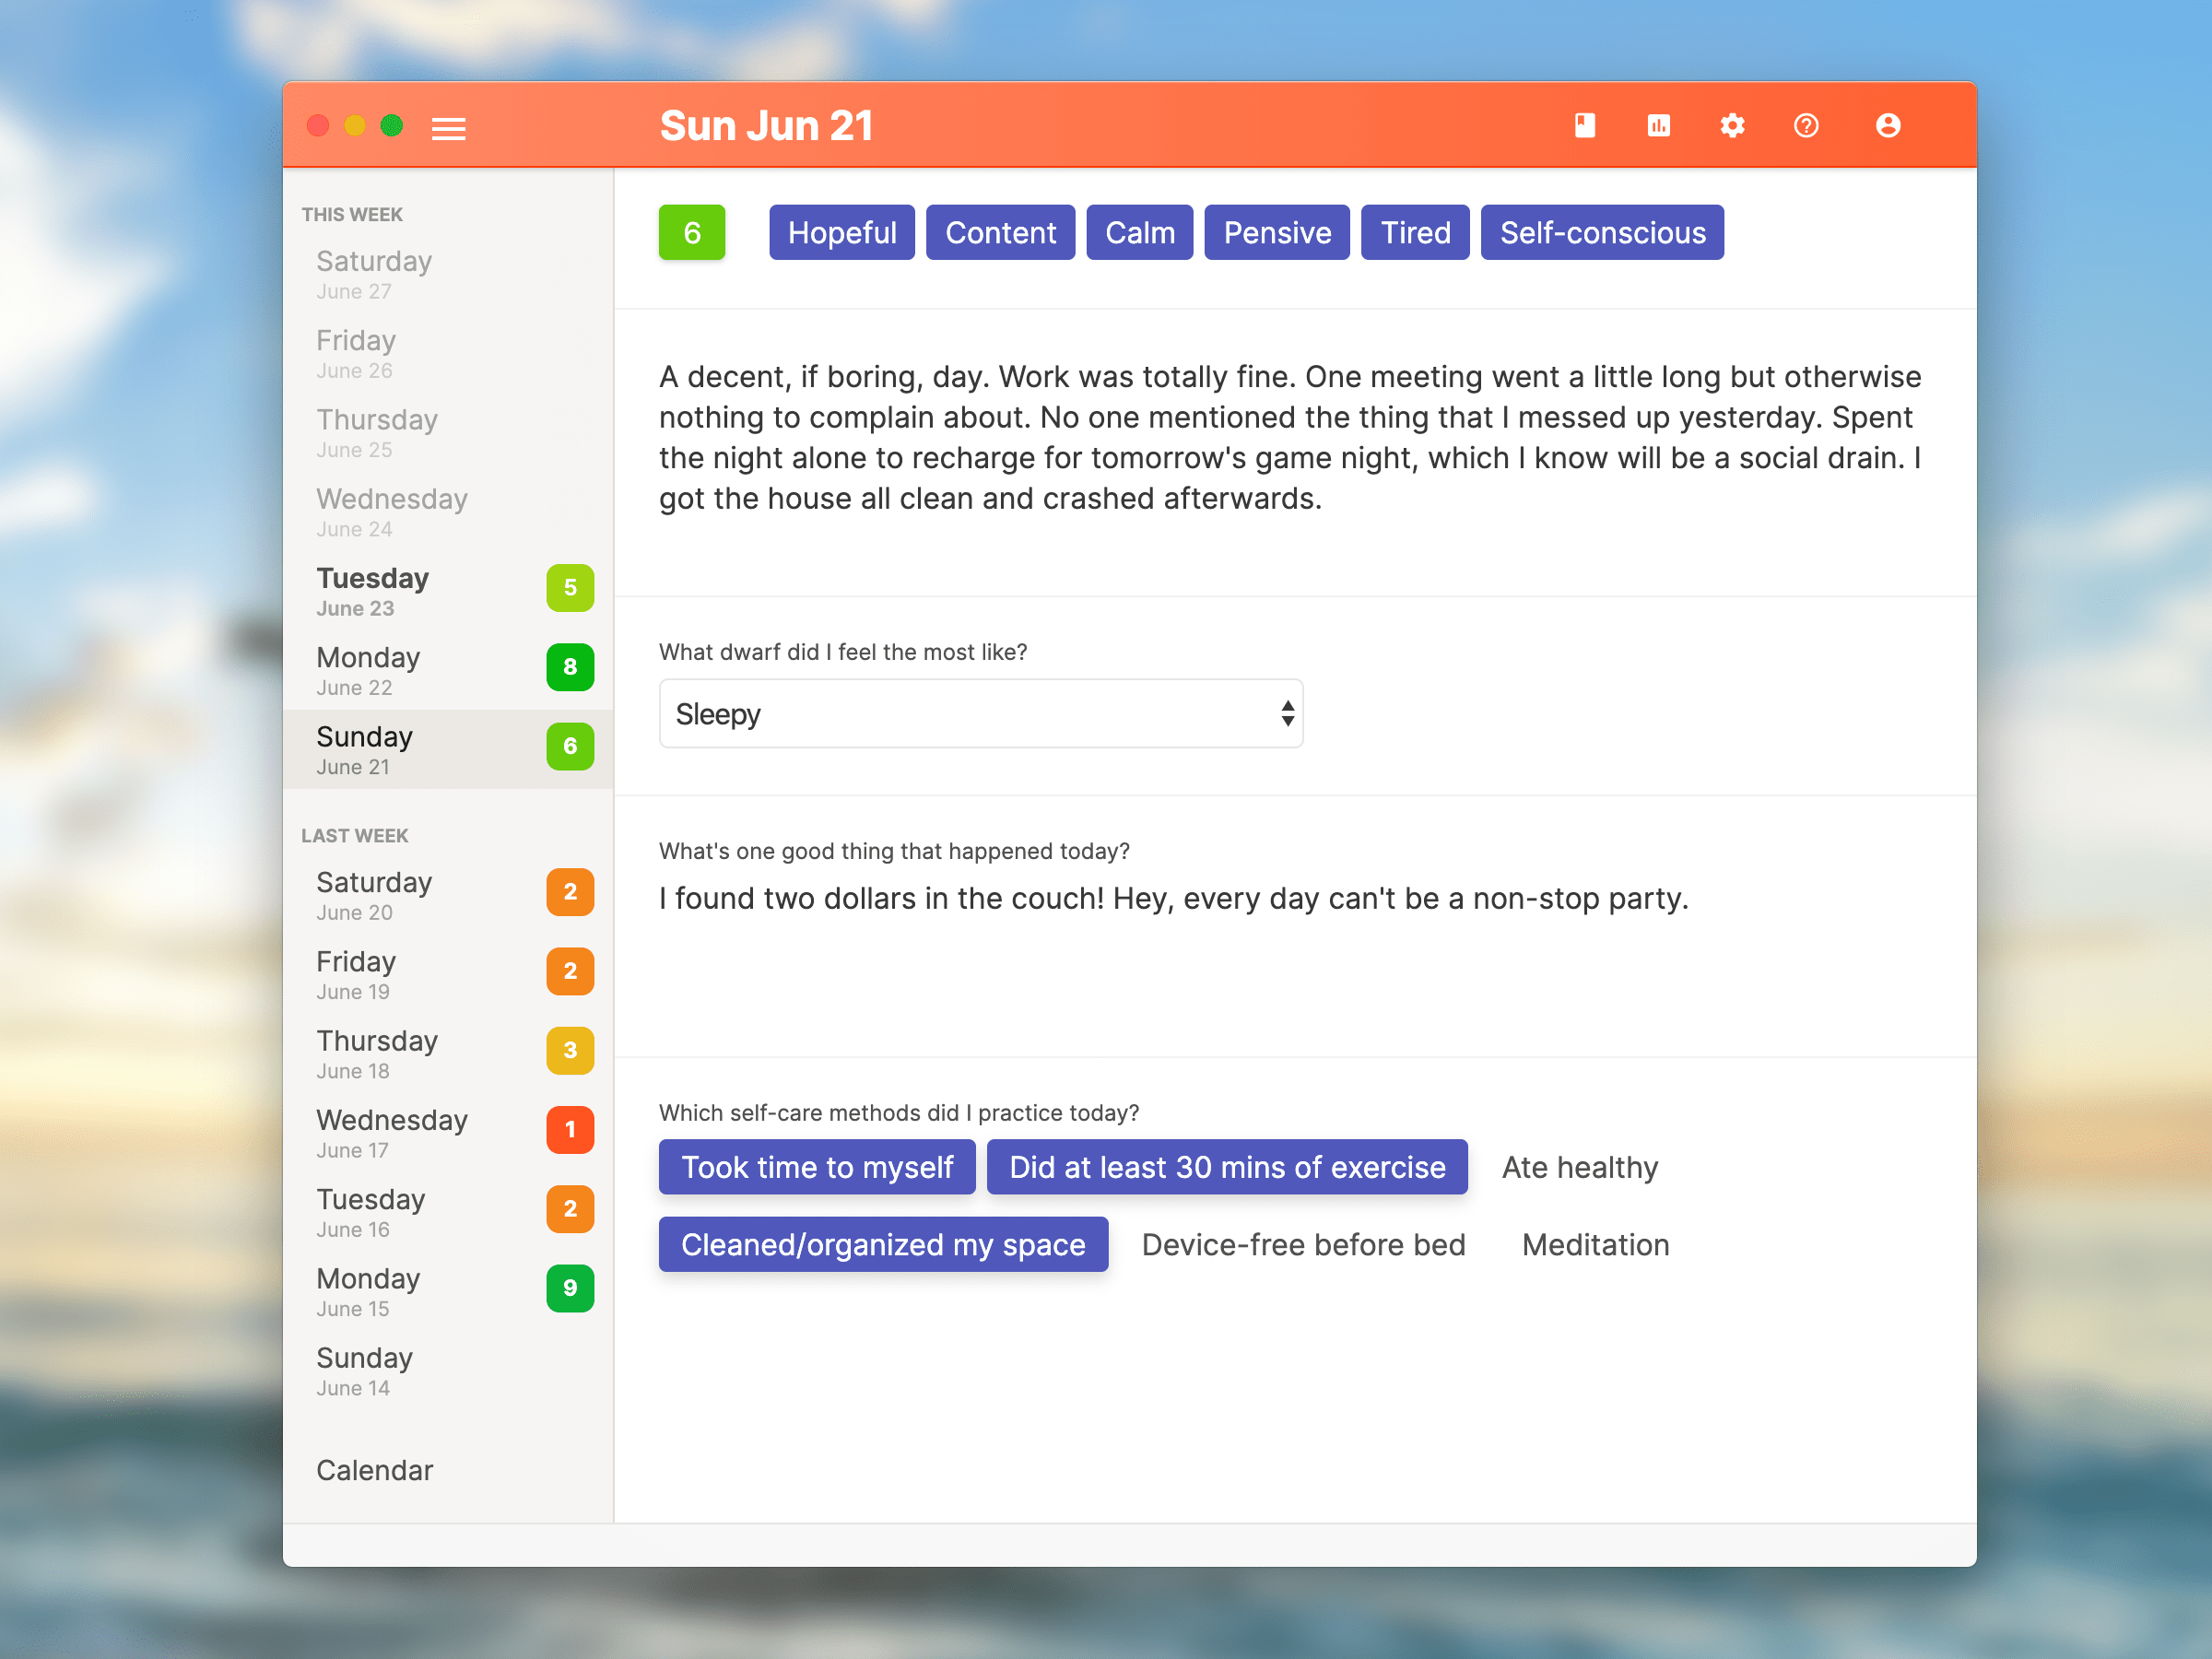 Sun Jun 21
THIS WEEK
Saturday
June 27
Friday
June 26
Thursday
June 25
Wednesday
June 24
Tuesday
June 23
5
Monday
June 22
8
Sunday
June 21
6
LAST WEEK
Saturday
June 20
2
Friday
June 19
2
Thursday
June 18
3
Wednesday
June 17
1
Tuesday
June 16
2
Monday
June 15
9
Sunday
June 14
Calendar
6 Hopeful Content Calm Pensive Tired Self-conscious
A decent, if boring, day. Work was totally fine. One meeting went a little long but otherwise
nothing to complain about. No one mentioned the thing that I messed up yesterday. Spent
the night alone to recharge for tomorrow's game night, which I know will be a social drain. I
got the house all clean and crashed afterwards.
What dwarf did I feel the most like?
Sleepy
What's one good thing that happened today?
I found two dollars in the couch! Hey, every day can't be a non-stop party.
Which self-care methods did I practice today?
Took time to myself Did at least 30 mins of exercise Ate healthy
Cleaned/organized my space Device-free before bed Meditation